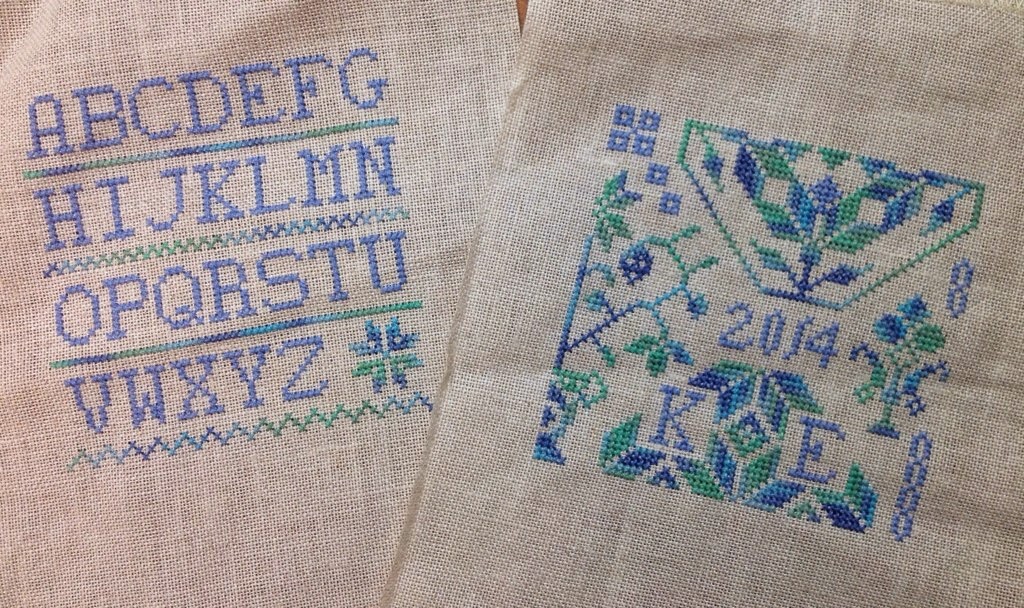 ABCDEFG
HIJKLMN
OPQRSTU
VWXYZ
2014
K E